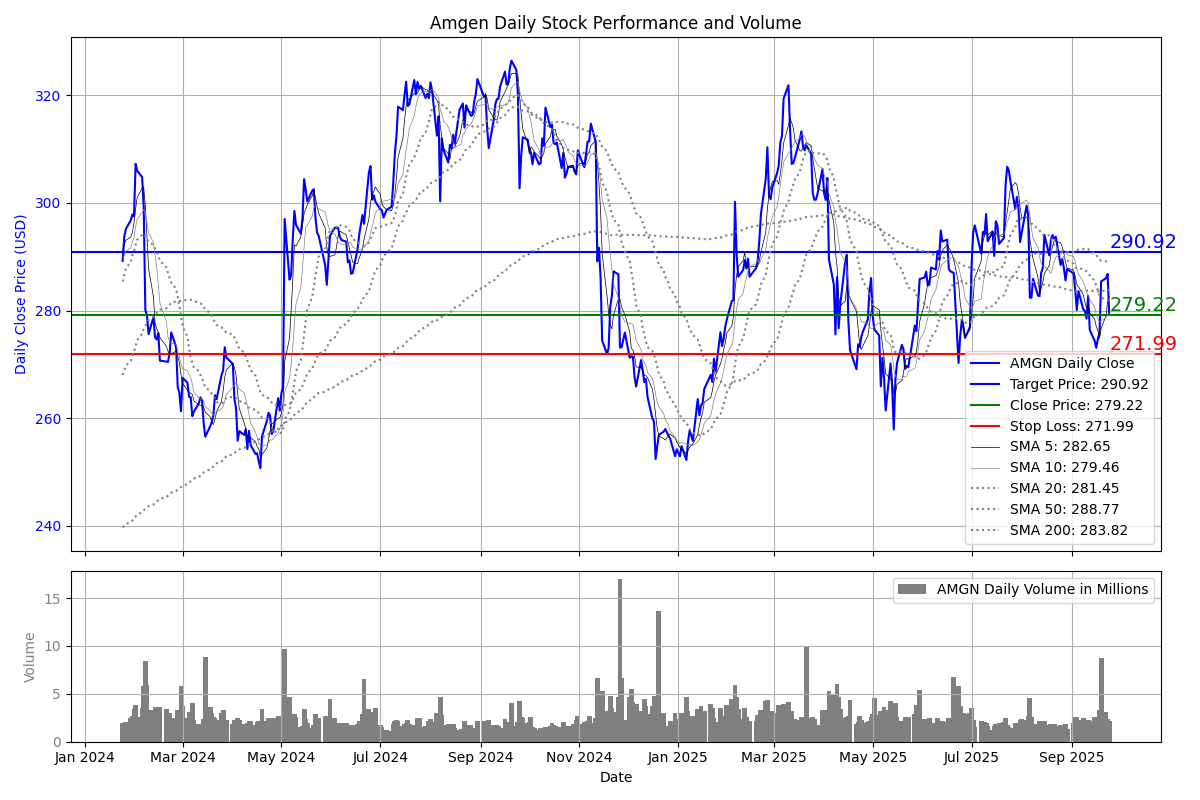 Amgen Daily Stock Performance and Volume
Daily Close Price (USD)
320
300
280
260
240
290.92
279.22
271.99
AMGN Daily Close
Target Price: 290.92
Close Price: 279.22
Stop Loss: 271.99
SMA 5: 282.65
SMA 10: 279.46
SMA 20: 281.45
SMA 50: 288.77
SMA 200: 283.82
Volume
15
10
5
0
AMGN Daily Volume in Millions
Jan 2024 Mar 2024 May 2024 Jul 2024 Sep 2024 Nov 2024 Jan 2025 Mar 2025 May 2025 Jul 2025 Sep 2025
Date